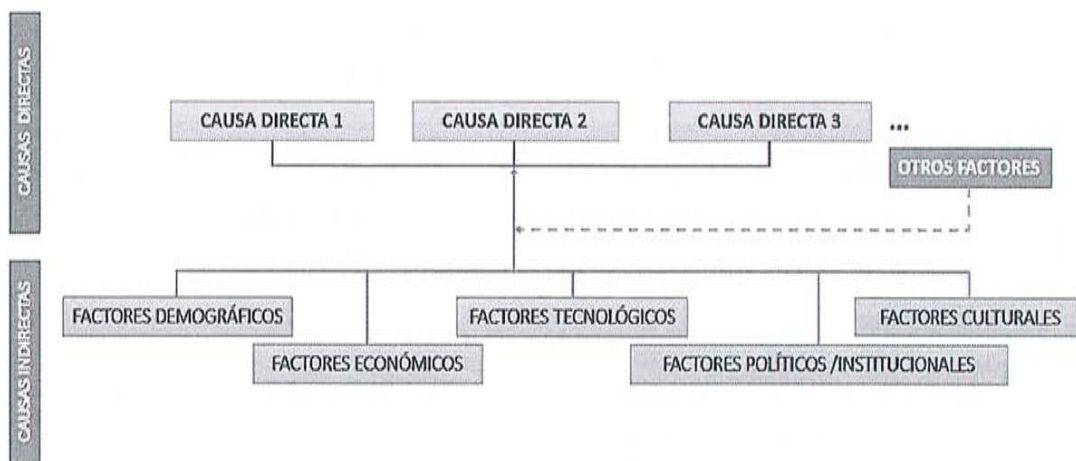 CAUSAS DIRECTAS
CAUSA DIRECTA 1
CAUSA DIRECTA 2
CAUSA DIRECTA 3
...
OTROS FACTORES
CAUSAS INDIRECTAS
FACTORES DEMOGRÁFICOS
FACTORES TECNOLÓGICOS
FACTORES CULTURALES
FACTORES ECONÓMICOS
FACTORES POLÍTICOS /INSTITUCIONALES